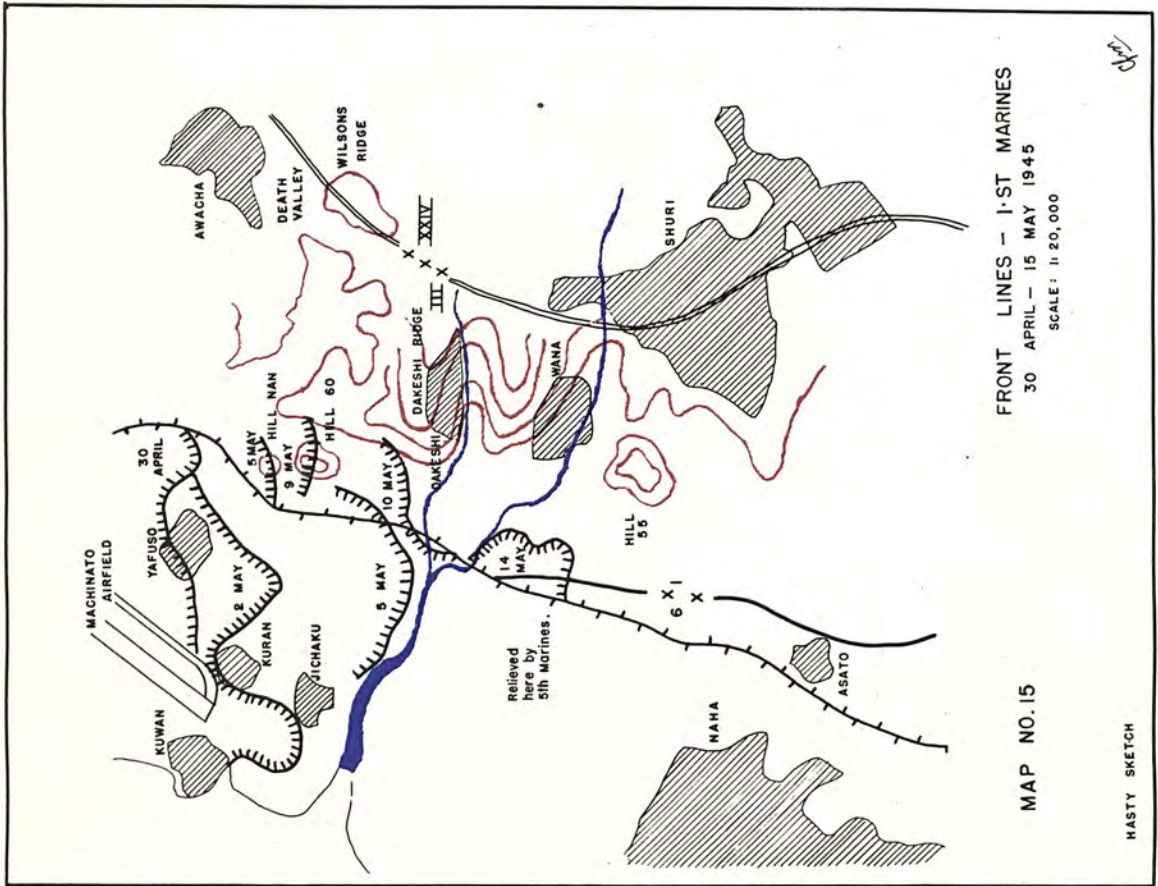 AWACHA
DEATH
VALLEY
WILSONS
RIDGE
MACHINATO
AIRFIELD
YAFUSO
30
APRIL
5 MAY
HILL NAN
9 MAY
HILL 60
2 MAY
KUWAN
KURAN
JICHAKU
5 MAY
10 MAY
DAKESHI
DAKESHI RIDGE
III
X
X
X
XXIV
WANA
SHURI
14
MAY
HILL
55
Relieved
here by
5th Marines.
6
X
X
1
NAHA
ASATO
FRONT LINES - 1·ST MARINES
30 APRIL - 15 MAY 1945
SCALE: 1: 20,000
MAP NO. 15
HASTY SKETCH